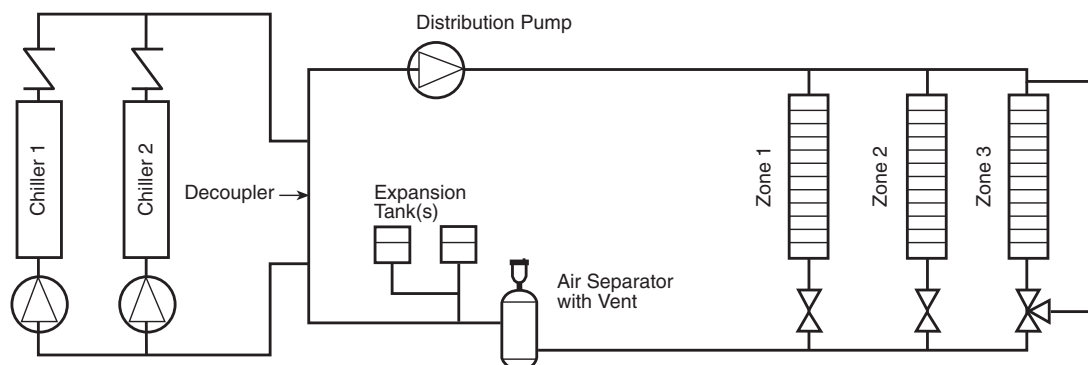 Distribution Pump
Chiller 1
Chiller 2
Decoupler
Expansion
Tank(s)
Air Separator
with Vent
Zone 1
Zone 2
Zone 3